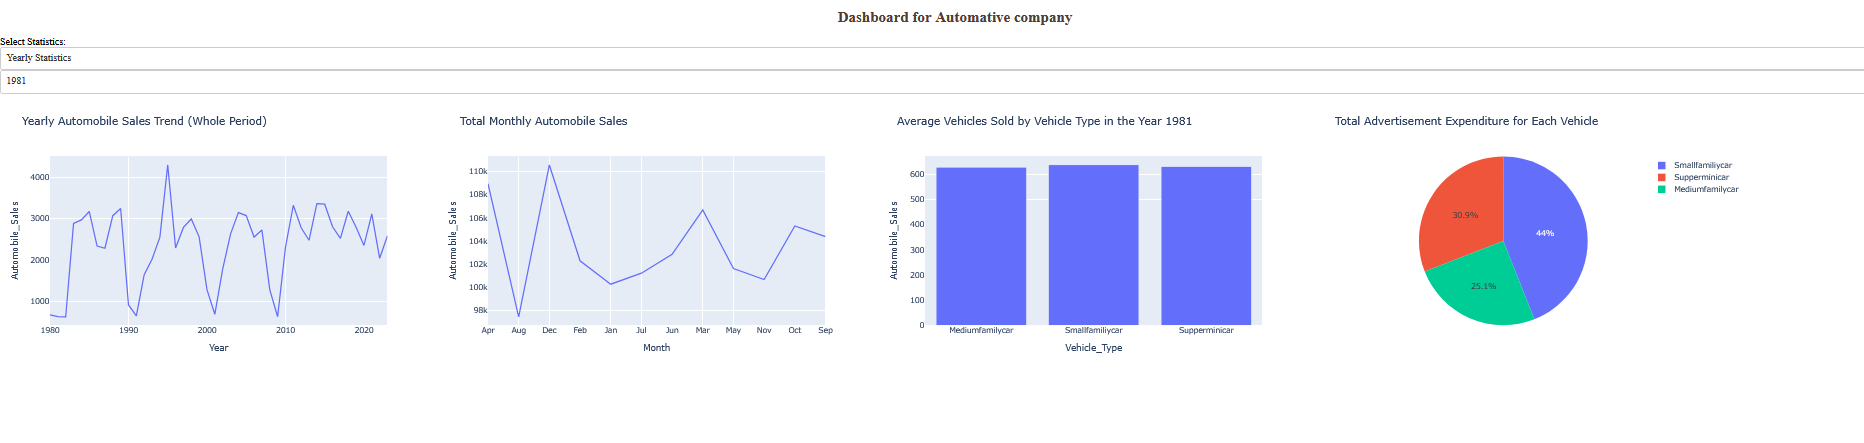 Dashboard for Automative company
Select Statistics:
Yearly Statistics
1981
Yearly Automobile Sales Trend (Whole Period)
Automobile_Sales
4000
3000
2000
1000
1980 1990 2000 2010 2020
Year
Total Monthly Automobile Sales
Automobile_Sales
110k
108k
106k
104k
102k
100k
98k
Apr Aug Dec Feb Jan Jul Jun Mar May Nov Oct Sep
Month
Average Vehicles Sold by Vehicle Type in the Year 1981
Automobile_Sales
600
500
400
300
200
100
0
Mediumfamilycar Smallfamiliycar Supperminicar
Vehicle_Type
Total Advertisement Expenditure for Each Vehicle
30.9%
44%
25.1%
Smallfamiliycar
Supperminicar
Mediumfamilycar